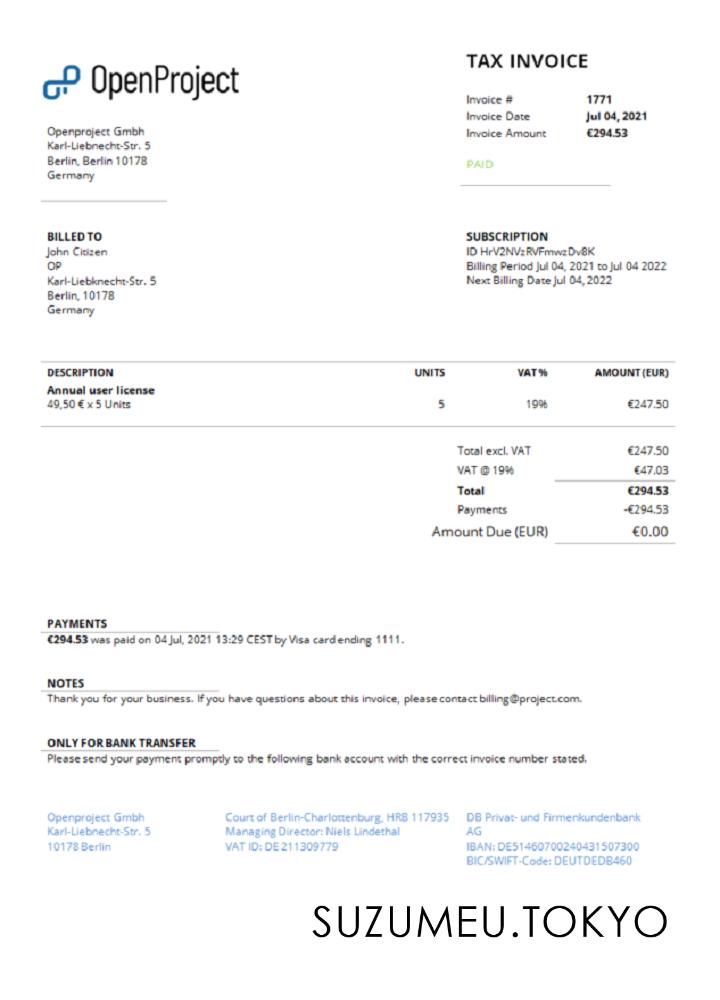 OpenProject
TAX INVOICE
Invoice # 1771
Invoice Date Jul 04, 2021
Invoice Amount €294.53
PAID
Openproject Gmbh
Karl-Liebnecht-Str. 5
Berlin, Berlin 10178
Germany
BILLED TO
John Citizen
OP
Karl-Liebknecht-Str. 5
Berlin, 10178
Germany
SUBSCRIPTION
ID HrV2NVzRVFmwzDv8K
Billing Period Jul 04, 2021 to Jul 04 2022
Next Billing Date Jul 04, 2022
DESCRIPTION UNITS VAT% AMOUNT (EUR)
Annual user license
49,50 € x 5 Units 5 19% €247.50
Total excl. VAT €247.50
VAT @ 19% €47.03
Total €294.53
Payments -€294.53
Amount Due (EUR) €0.00
PAYMENTS
€294.53 was paid on 04 Jul, 2021 13:29 CEST by Visa card ending 1111.
NOTES
Thank you for your business. If you have questions about this invoice, please contact billing@project.com.
ONLY FOR BANK TRANSFER
Please send your payment promptly to the following bank account with the correct invoice number stated.
Openproject Gmbh
Karl-Liebnecht-Str. 5
10178 Berlin
Court of Berlin-Charlottenburg, HRB 117935
Managing Director: Niels Lindethal
VAT ID: DE 211309779
DB Privat- und Firmenkundenbank
AG
IBAN: DE51460700240431507300
BIC/SWIFT-Code: DEUTDEDB460
SUZUMEU.TOKYO